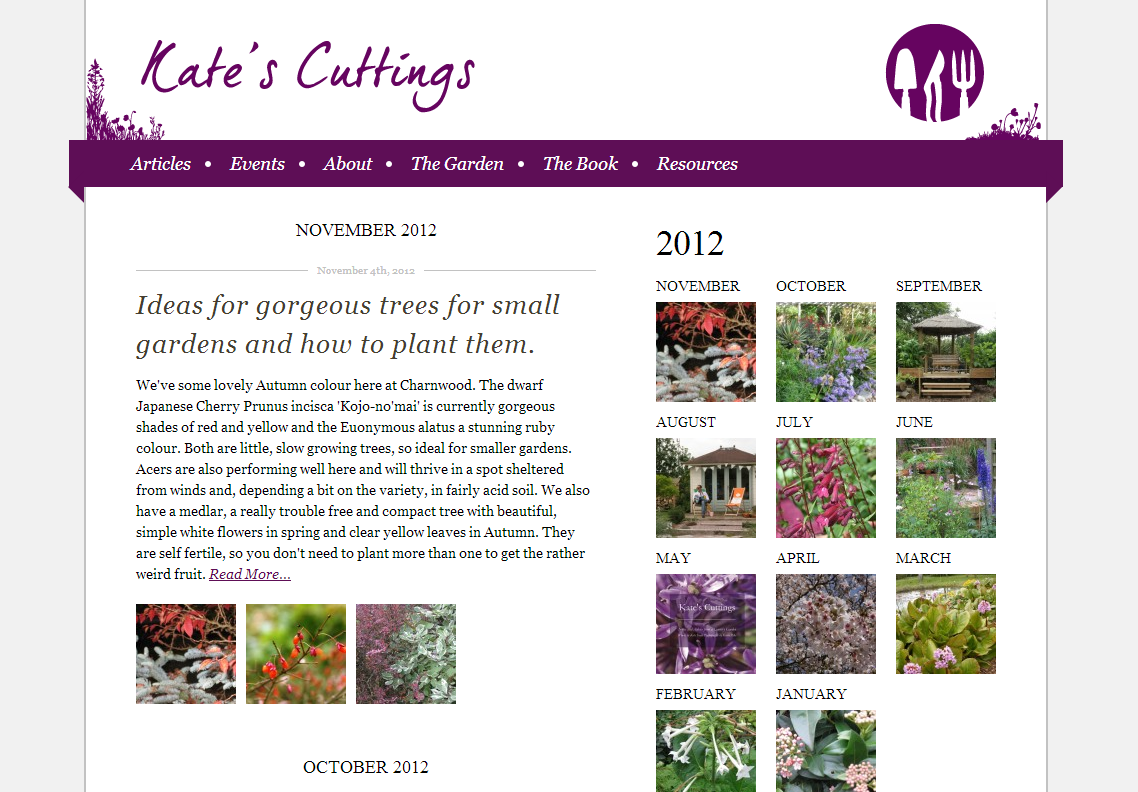 Kate's Cuttings
Articles • Events • About • The Garden • The Book • Resources
NOVEMBER 2012
November 4th, 2012
Ideas for gorgeous trees for small
gardens and how to plant them.
We've some lovely Autumn colour here at Charnwood. The dwarf
Japanese Cherry Prunus incisca 'Kojo-no'mai' is currently gorgeous
shades of red and yellow and the Euonymous alatus a stunning ruby
colour. Both are little, slow growing trees, so ideal for smaller gardens.
Acers are also performing well here and will thrive in a spot sheltered
from winds and, depending a bit on the variety, in fairly acid soil. We also
have a medlar, a really trouble free and compact tree with beautiful,
simple white flowers in spring and clear yellow leaves in Autumn. They
are self fertile, so you don't need to plant more than one to get the rather
weird fruit. Read More...
OCTOBER 2012
2012
NOVEMBER OCTOBER SEPTEMBER
AUGUST JULY JUNE
MAY APRIL MARCH
Kate's Cuttings
FEBRUARY JANUARY